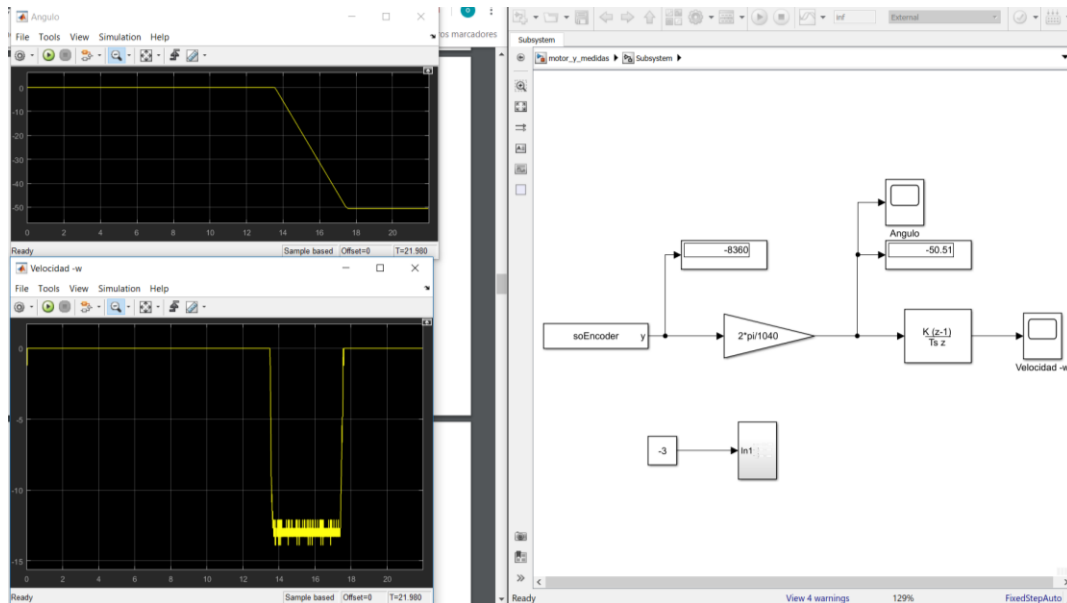 Angulo
File Tools View Simulation Help
0
-10
-20
-30
-40
-50
0 2 4 6 8 10 12 14 16 18 20
Ready Sample based Offset=0 T=21.980
Velocidad -w
File Tools View Simulation Help
0
-5
-10
-15
0 2 4 6 8 10 12 14 16 18 20
Ready Sample based Offset=0 T=21.980
os marcadores
inf External
Subsystem
motor_y_medidas Subsystem
Angulo
-8360
-50.51
soEncoder y
2*pi/1040
K (z-1)
Ts z
Velocidad -w
-3
In1
Ready View 4 warnings 129% FixedStepAuto